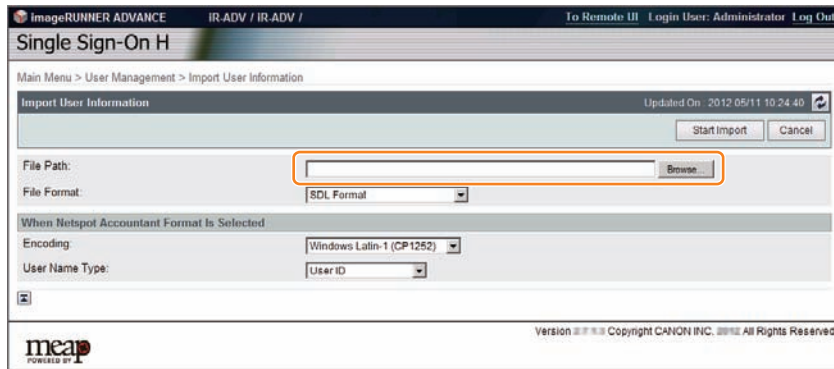 imageRUNNER ADVANCE IR-ADV / IR-ADV / To Remote UI Login User: Administrator Log Out
Single Sign-On H
Main Menu > User Management > Import User Information
Import User Information Updated On : 2012 05/11 10:24:40
Start Import Cancel
File Path: Browse...
File Format: SDL Format
When Netspot Accountant Format Is Selected
Encoding: Windows Latin-1 (CP1252)
User Name Type: User ID
Version Copyright CANON INC. All Rights Reserved
meap
POWERED BY